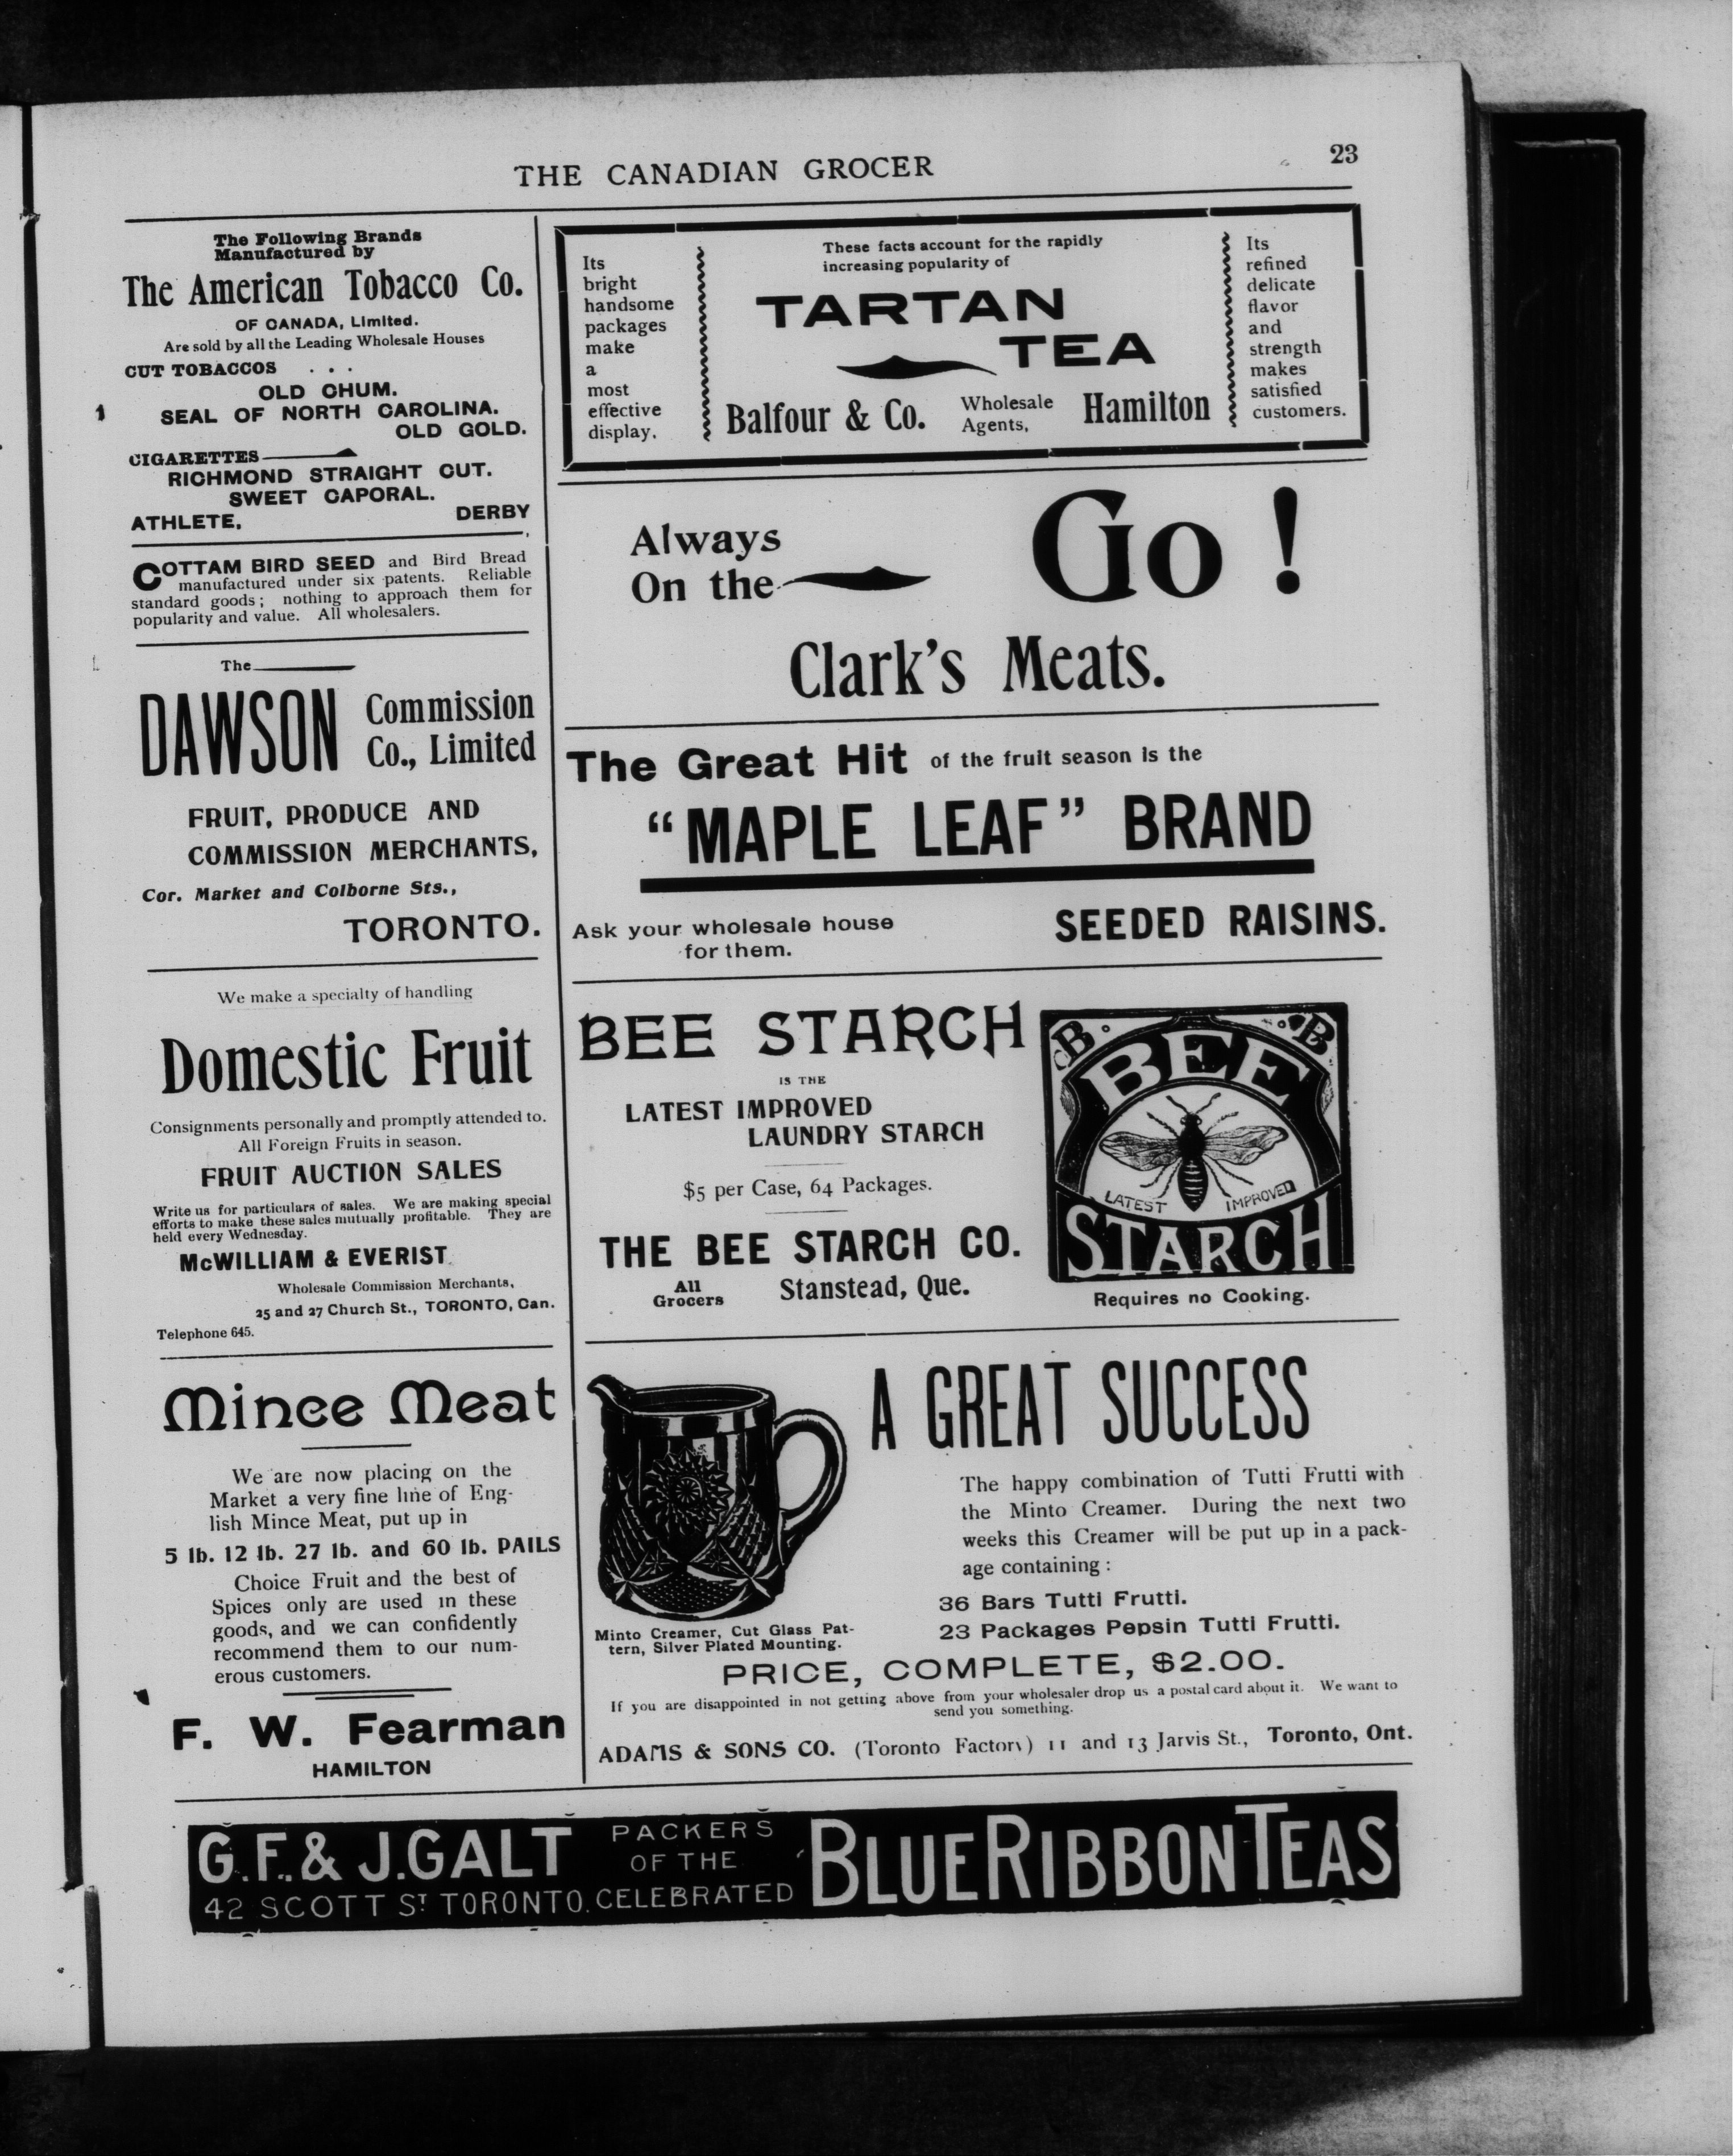 THE CANADIAN GROCER
23
The Following Brands
Manufactured by
The American Tobacco Co.
OF CANADA, Limited.
Are sold by all the Leading Wholesale Houses
CUT TOBACCOS . . .
OLD CHUM.
SEAL OF NORTH CAROLINA.
OLD GOLD.
CIGARETTES
RICHMOND STRAIGHT CUT.
SWEET CAPORAL.
ATHLETE, DERBY
COTTAM BIRD SEED and Bird Bread
manufactured under six patents. Reliable
standard goods; nothing to approach them for
popularity and value. All wholesalers.
The
DAWSON Commission
Co., Limited
FRUIT, PRODUCE AND
COMMISSION MERCHANTS,
Cor. Market and Colborne Sts.,
TORONTO.
We make a specialty of handling
Domestic Fruit
Consignments personally and promptly attended to.
All Foreign Fruits in season.
FRUIT AUCTION SALES
Write us for particulars of sales. We are making special
efforts to make these sales mutually profitable. They are
held every Wednesday.
McWILLIAM & EVERIST
Wholesale Commission Merchants,
25 and 27 Church St., TORONTO, Can.
Telephone 645.
Mince Meat
We are now placing on the
Market a very fine line of Eng-
lish Mince Meat, put up in
5 lb. 12 lb. 27 lb. and 60 lb. PAILS
Choice Fruit and the best of
Spices only are used in these
goods, and we can confidently
recommend them to our num-
erous customers.
F. W. Fearman
HAMILTON
Its
bright
handsome
packages
make
a
most
effective
display.
These facts account for the rapidly
increasing popularity of
TARTAN
TEA
Balfour & Co. Wholesale
Agents, Hamilton
Its
refined
delicate
flavor
and
strength
makes
satisfied
customers.
Always
On the Go!
Clark's Meats.
The Great Hit of the fruit season is the
"MAPLE LEAF" BRAND
Ask your wholesale house
for them.
SEEDED RAISINS.
BEE STARCH
IS THE
LATEST IMPROVED
LAUNDRY STARCH
$5 per Case, 64 Packages.
THE BEE STARCH CO.
All
Grocers
Stanstead, Que.
B. B
BEE
LATEST IMPROVED
STARCH
Requires no Cooking.
A GREAT SUCCESS
The happy combination of Tutti Frutti with
the Minto Creamer. During the next two
weeks this Creamer will be put up in a pack-
age containing:
36 Bars Tutti Frutti.
23 Packages Pepsin Tutti Frutti.
Minto Creamer, Cut Glass Pat-
tern, Silver Plated Mounting.
PRICE, COMPLETE, $2.00.
If you are disappointed in not getting above from your wholesaler drop us a postal card about it. We want to
send you something.
ADAMS & SONS CO. (Toronto Factory) 11 and 13 Jarvis St., Toronto, Ont.
G.F. & J. GALT
42 SCOTT ST TORONTO.
PACKERS
OF THE
CELEBRATED
BLUE RIBBON TEAS